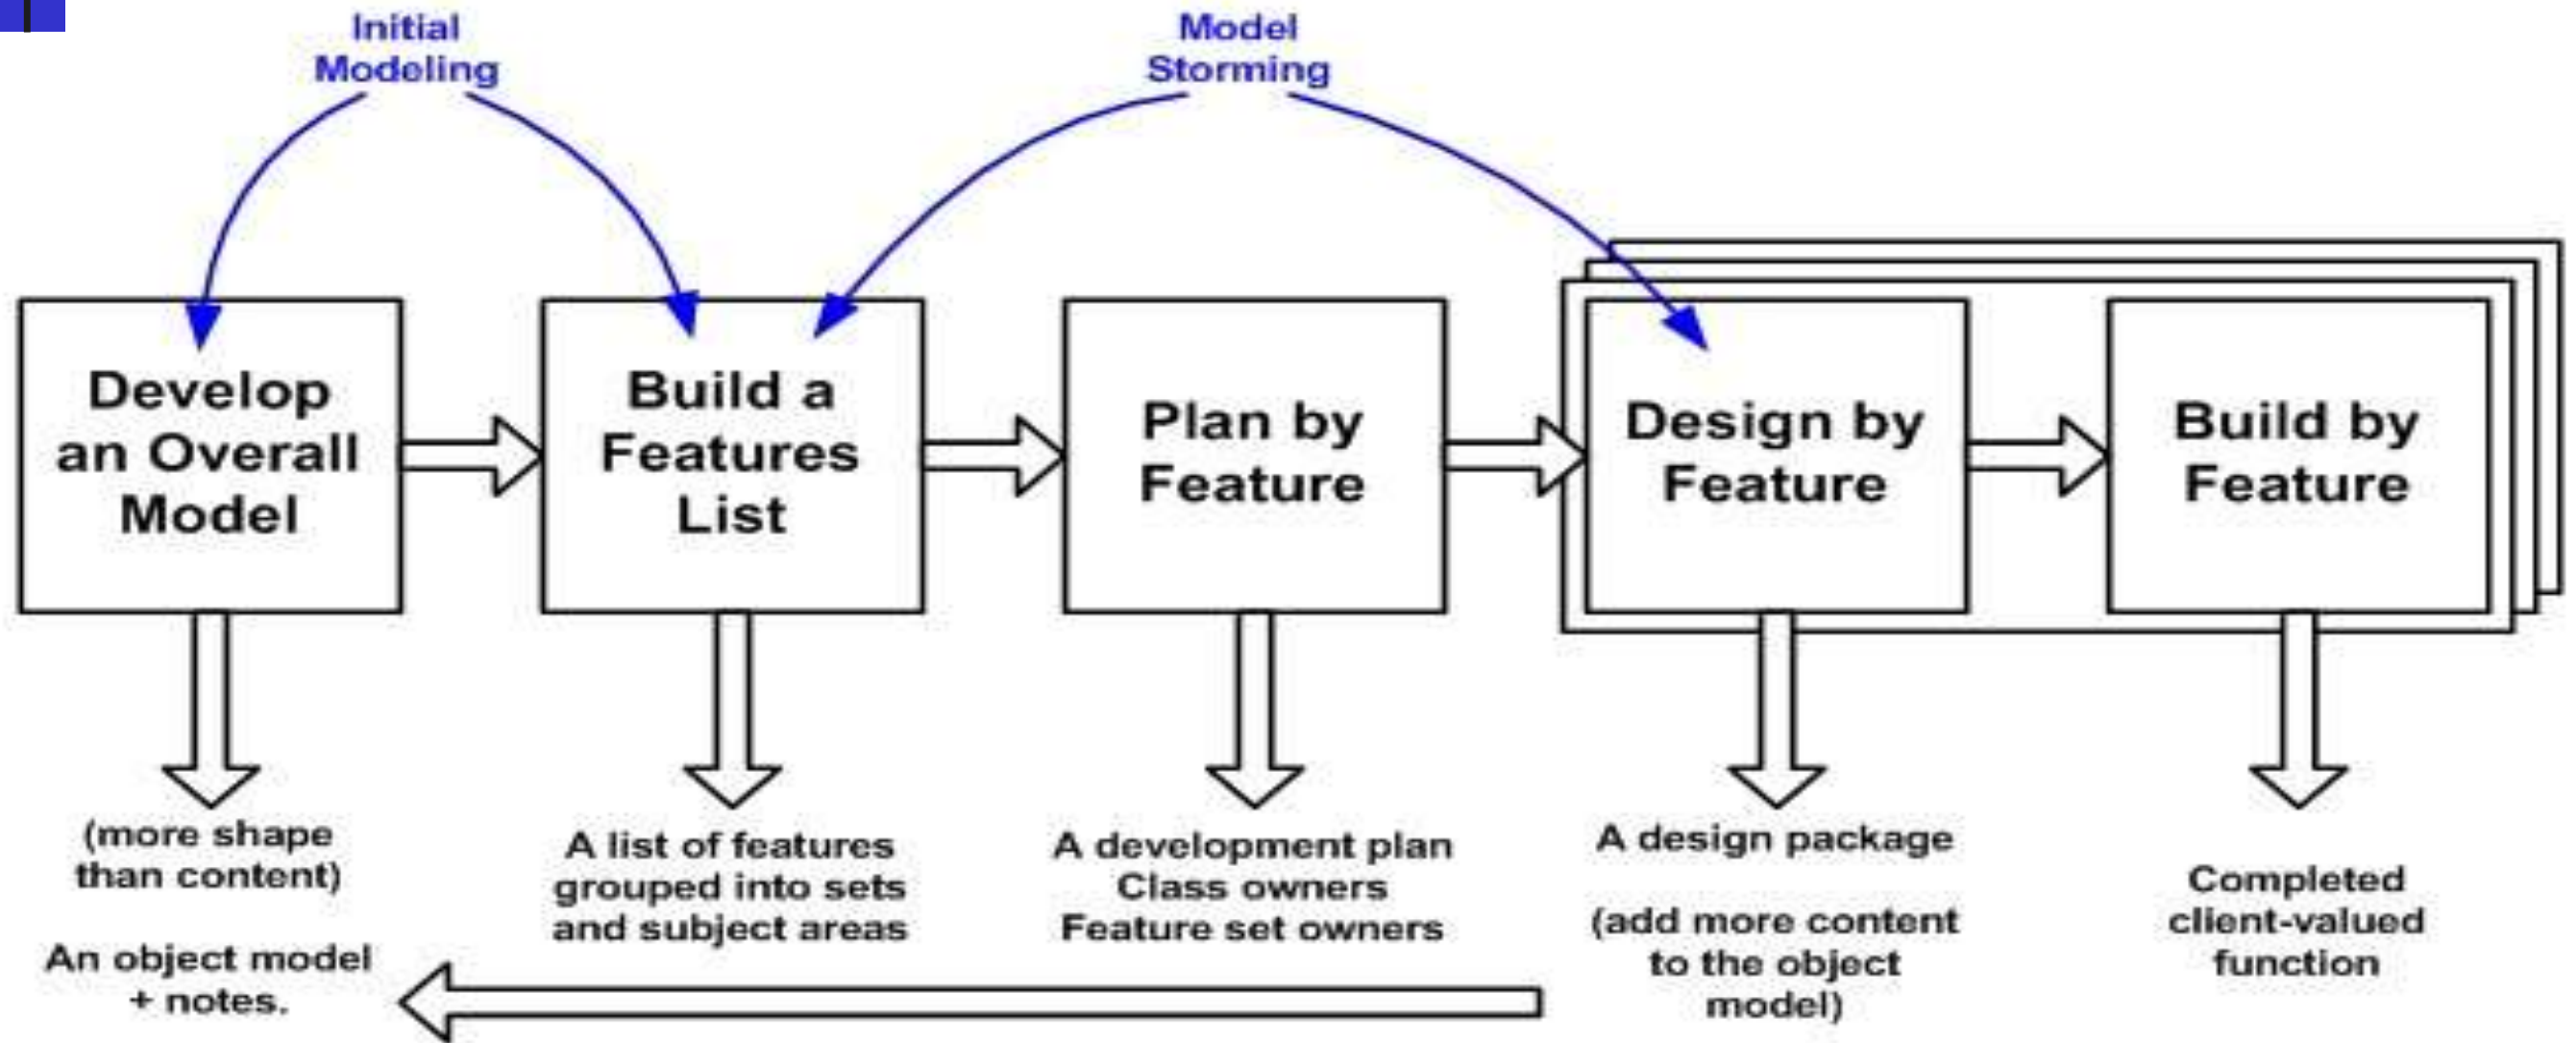 Initial
Modeling
Model
Storming
Develop
an Overall
Model
Build a
Features
List
Plan by
Feature
Design by
Feature
Build by
Feature
(more shape
than content)
An object model
+ notes.
A list of features
grouped into sets
and subject areas
A development plan
Class owners
Feature set owners
A design package
(add more content
to the object
model)
Completed
client-valued
function